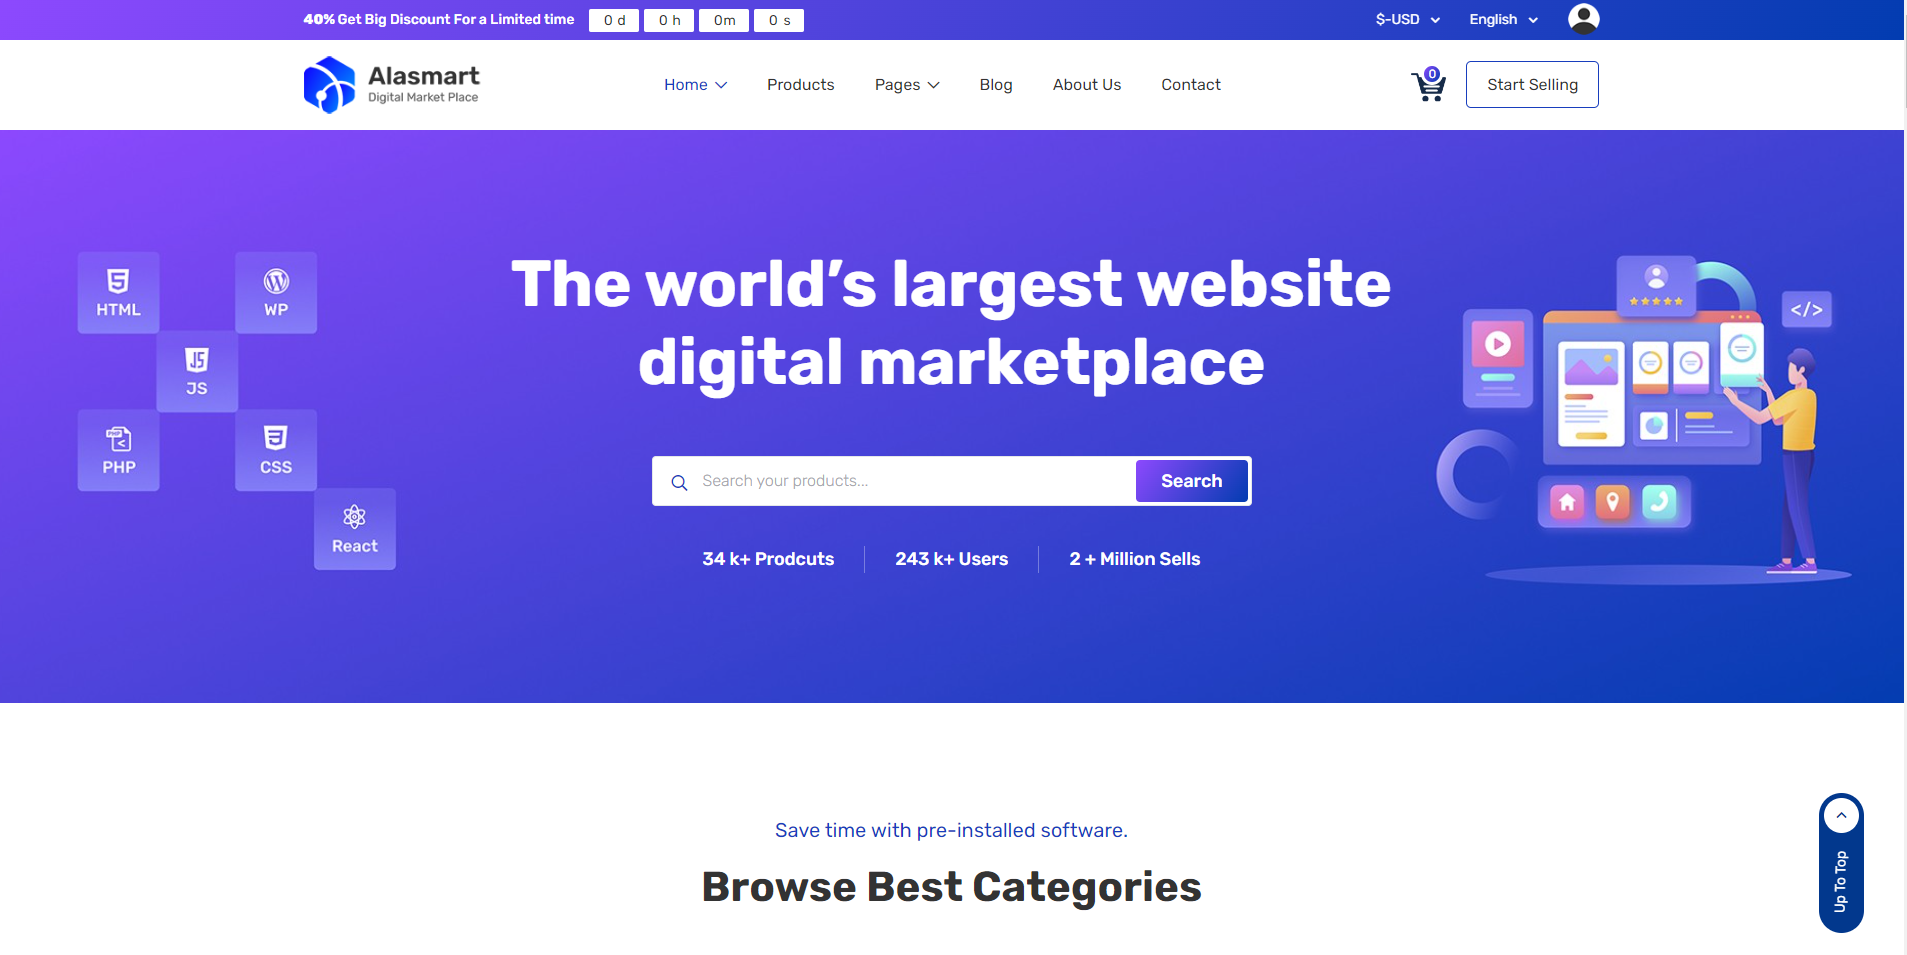 40% Get Big Discount For a Limited time
0 d
0 h
0m
0 s
$-USD
English
Alasmart
Digital Market Place
Home
Products
Pages
Blog
About Us
Contact
0
Start Selling
HTML
WP
JS
PHP
CSS
React
The world’s largest website
digital marketplace
</>
Search your products...
Search
34 k+ Prodcuts
243 k+ Users
2 + Million Sells
Save time with pre-installed software.
Browse Best Categories
Up To Top